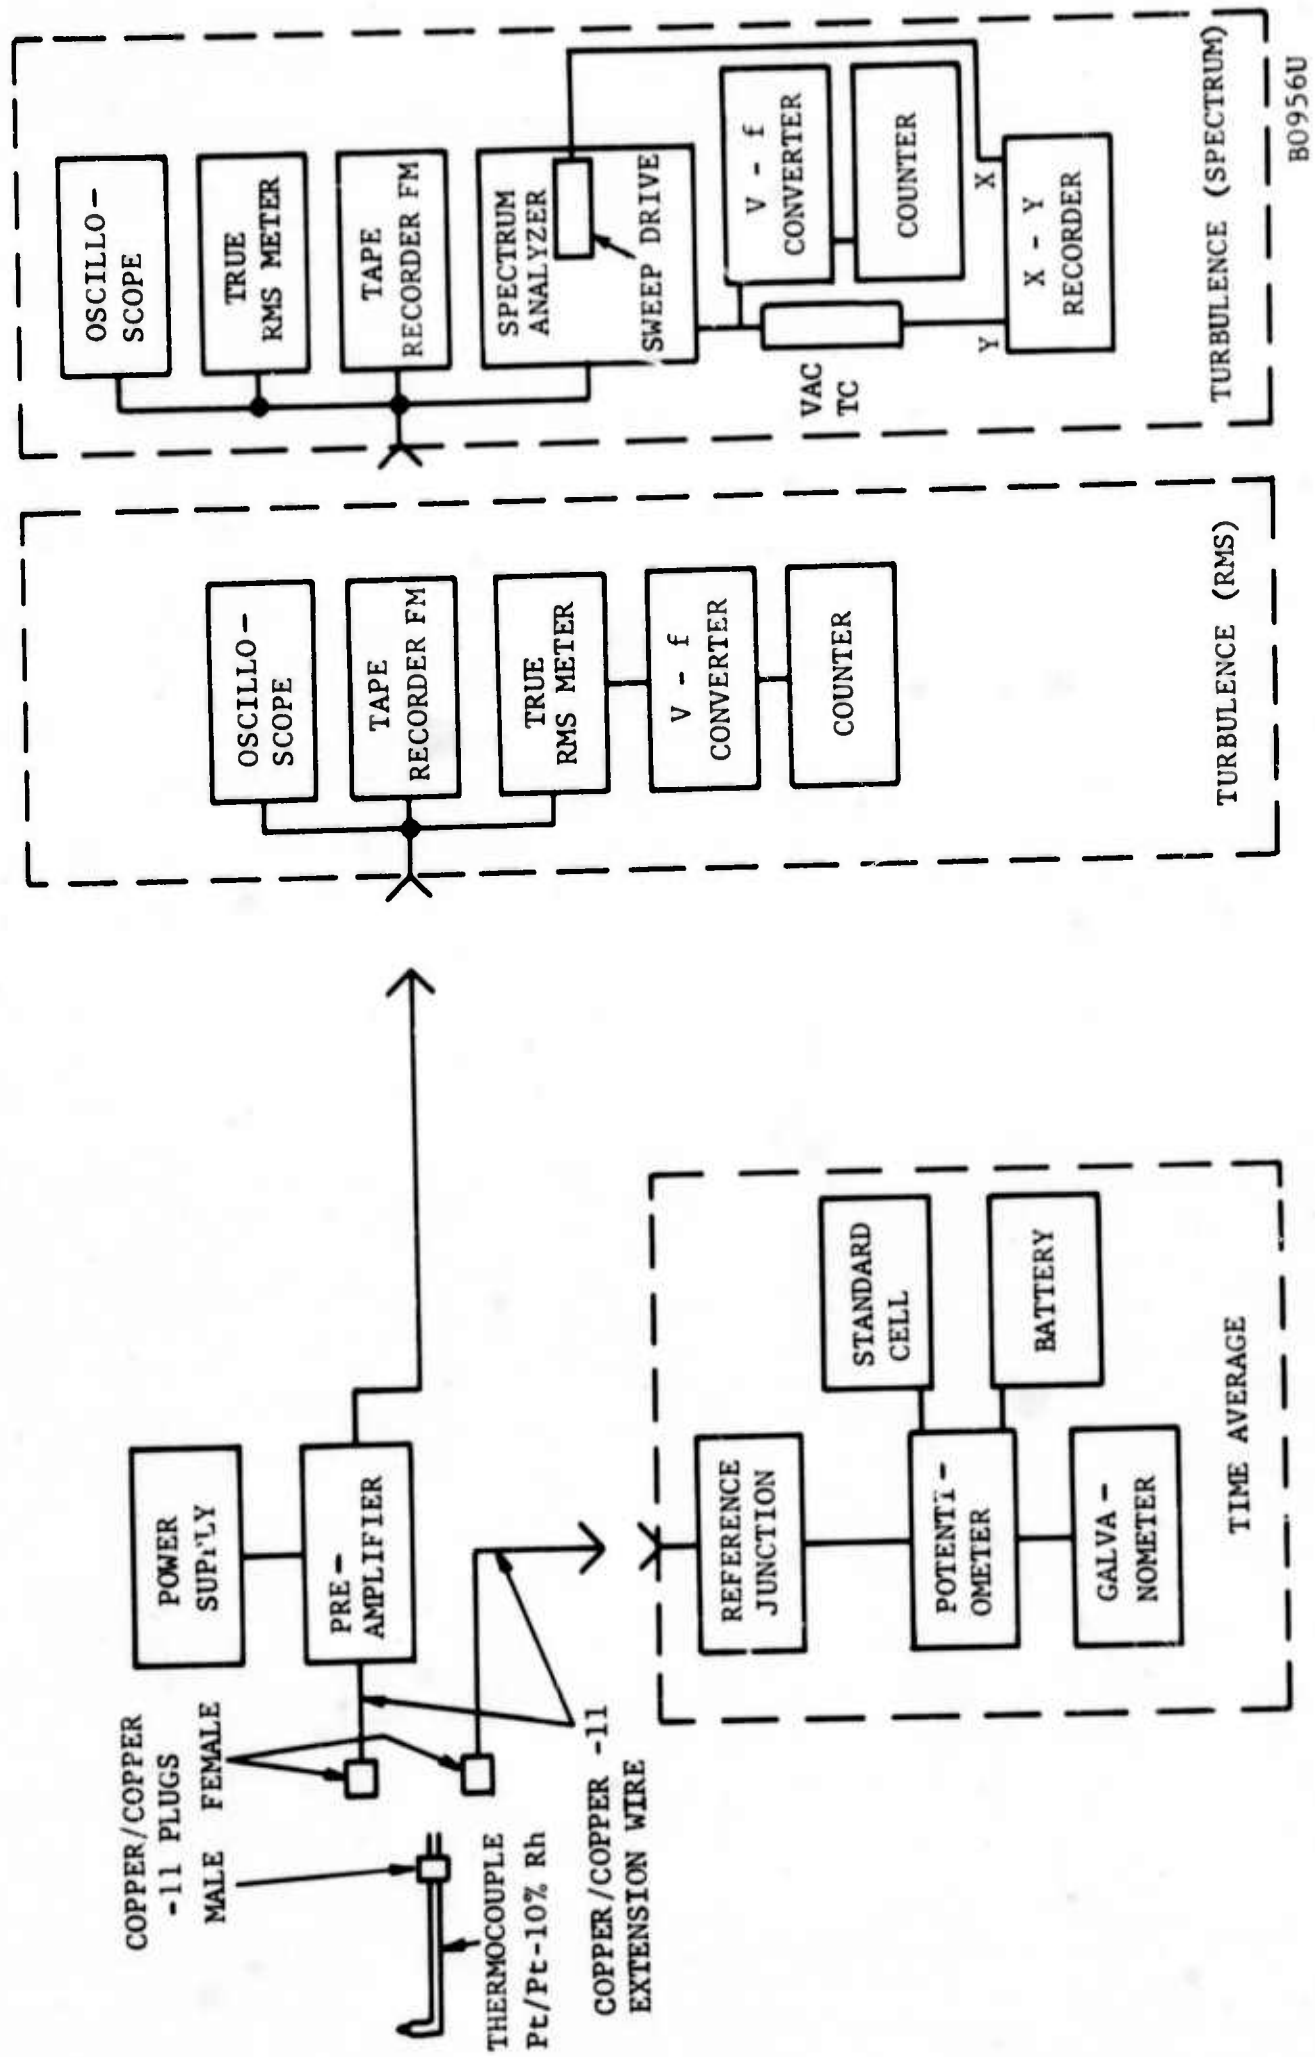 COPPER/COPPER
-11 PLUGS
MALE FEMALE
THERMOCOUPLE
Pt/Pt-10% Rh
COPPER/COPPER -11
EXTENSION WIRE
POWER
SUPPLY
PRE-
AMPLIFIER
REFERENCE
JUNCTION
POTENTI-
OMETER
GALVA-
NOMETER
STANDARD
CELL
BATTERY
TIME AVERAGE
OSCILLO-
SCOPE
TAPE
RECORDER FM
TRUE
RMS METER
V - f
CONVERTER
COUNTER
TURBULENCE (RMS)
OSCILLO-
SCOPE
TRUE
RMS METER
TAPE
RECORDER FM
SPECTRUM
ANALYZER
SWEEP DRIVE
V - f
CONVERTER
COUNTER
VAC
TC
Y
X
X - Y
RECORDER
TURBULENCE (SPECTRUM)
B0956U